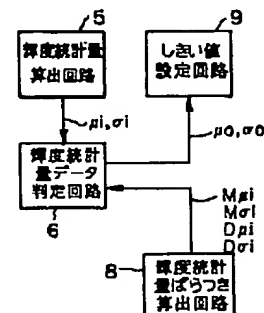 5
輝度統計量
算出回路
9
しきい値
設定回路
μi,σi
μo,σo
輝度統計
量データ
判定回路
6
Mμi
Mσi
Dμi
Dσi
8
輝度統計
量ばらつき
算出回路